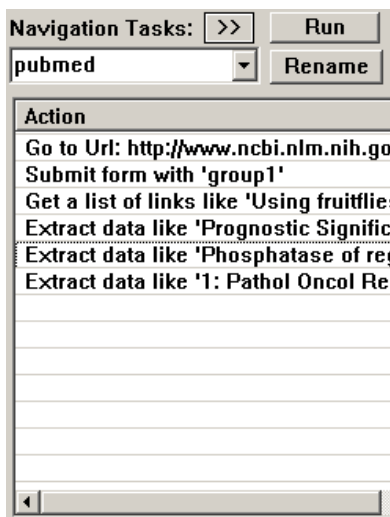 Navigation Tasks: >> Run
pubmed Rename
Action
Go to Url: http://www.ncbi.nlm.nih.go
Submit form with 'group1'
Get a list of links like 'Using fruitflies
Extract data like 'Prognostic Signific
Extract data like 'Phosphatase of reg
Extract data like '1: Pathol Oncol Re